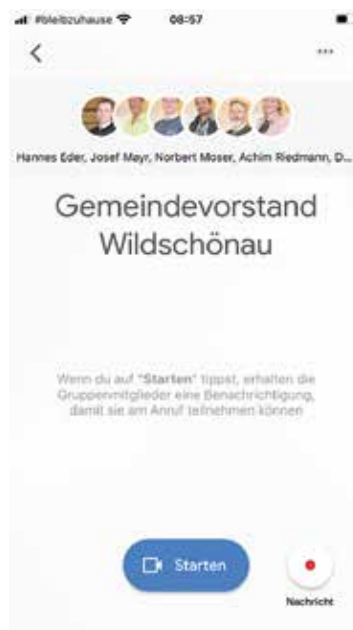 #bleibzuhause 08:57
Hannes Eder, Josef Mayr, Norbert Moser, Achim Riedmann, D...
Gemeindevorstand
Wildschönau
Wenn du auf "Starten" tippst, erhalten die
Gruppenmitglieder eine Benachrichtigung,
damit sie am Anruf teilnehmen können
Starten
Nachricht